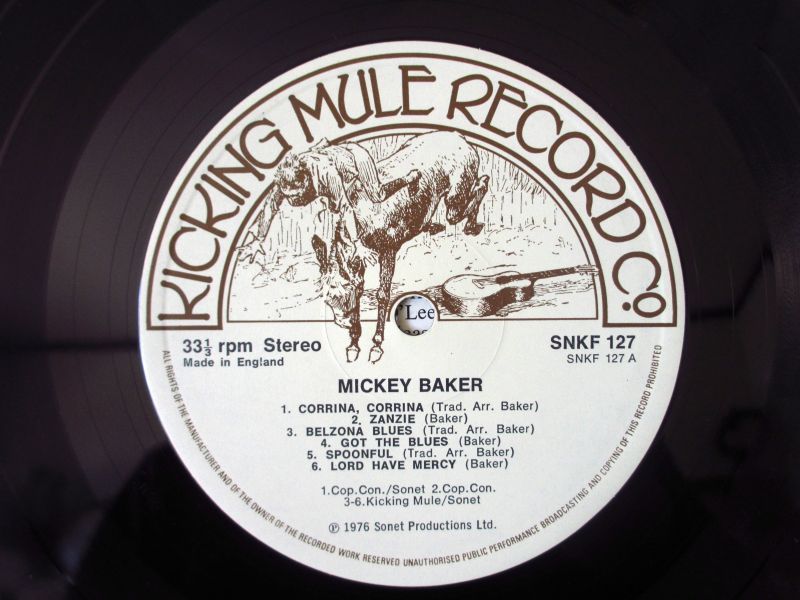 KICKING MULE RECORD CO.
33 1/3 rpm Stereo
Made in England
SNKF 127
SNKF 127 A
Lee
MICKEY BAKER
1. CORRINA, CORRINA (Trad. Arr. Baker)
2. ZANZIE (Baker)
3. BELZONA BLUES (Trad. Arr. Baker)
4. GOT THE BLUES (Baker)
5. SPOONFUL (Trad. Arr. Baker)
6. LORD HAVE MERCY (Baker)
1.Cop.Con./Sonet 2.Cop.Con.
3-6.Kicking Mule/Sonet
℗ 1976 Sonet Productions Ltd.
ALL RIGHTS OF THE MANUFACTURER AND OF THE OWNER OF THE RECORDED WORK RESERVED UNAUTHORISED PUBLIC PERFORMANCE BROADCASTING AND COPYING OF THIS RECORD PROHIBITED